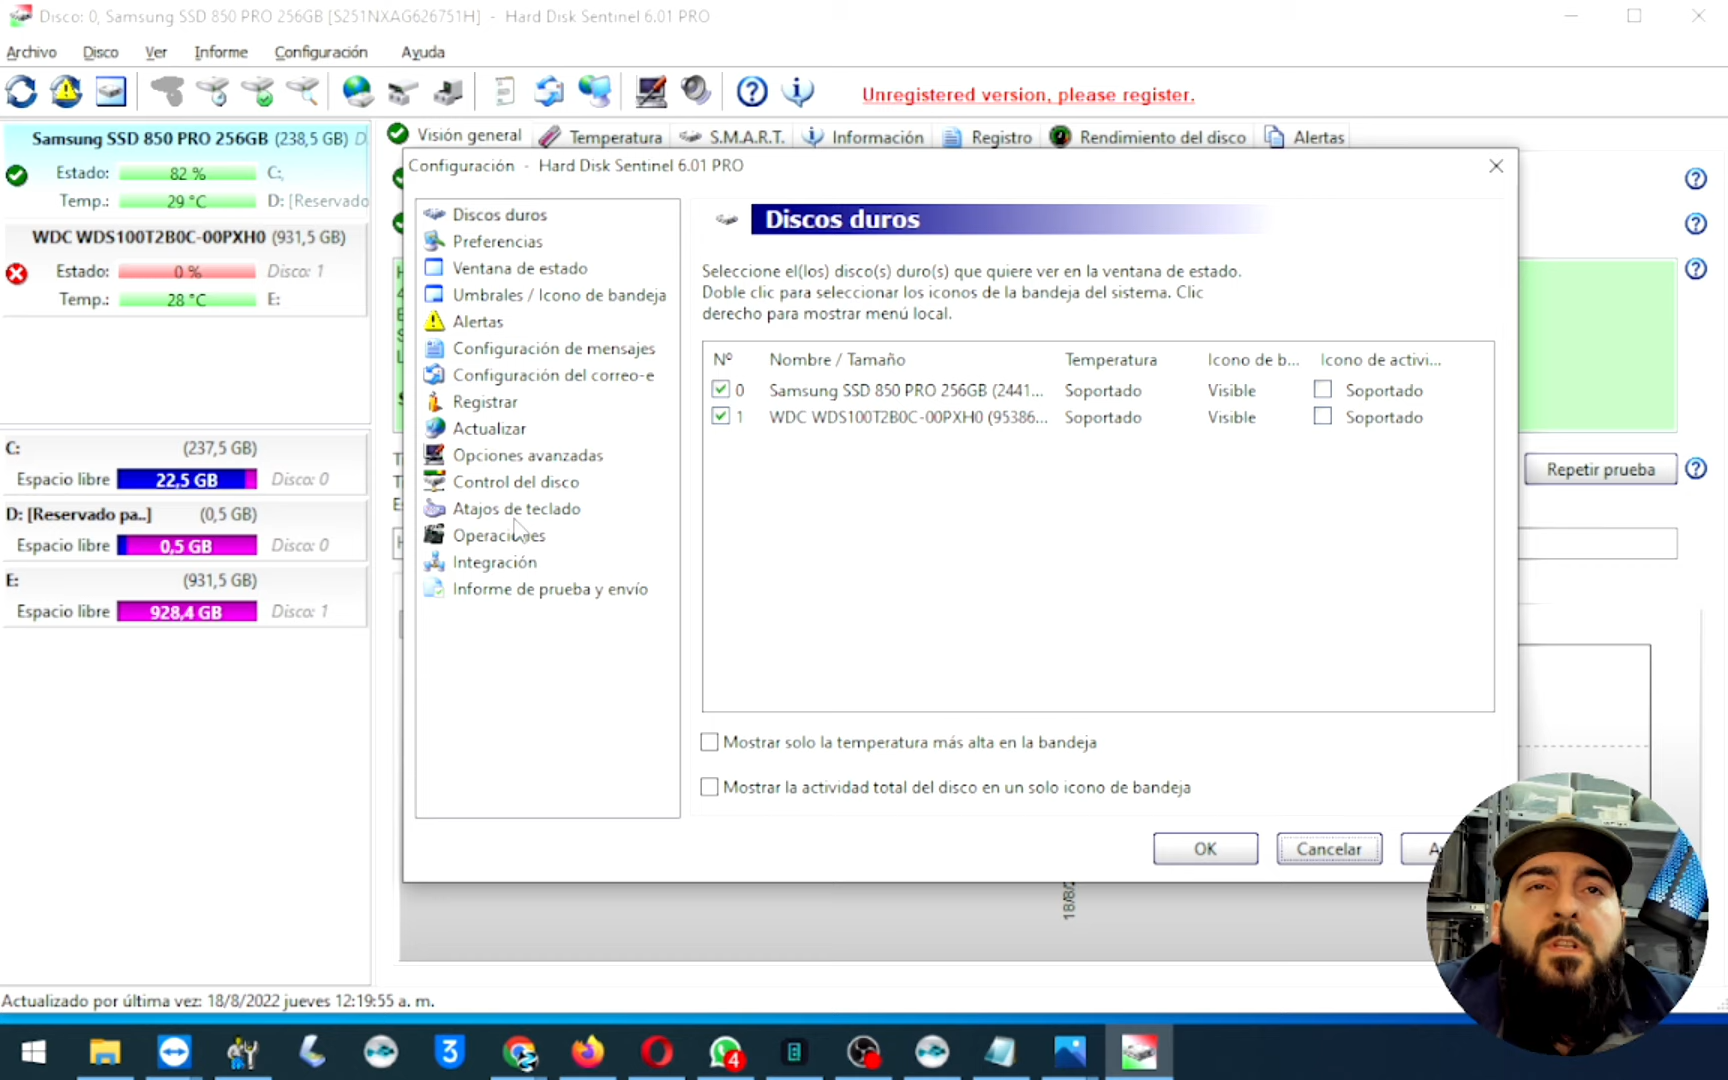 Disco: 0, Samsung SSD 850 PRO 256GB [S251NXAG626751H] - Hard Disk Sentinel 6.01 PRO
Archivo Disco Ver Informe Configuración Ayuda
Unregistered version, please register.
Samsung SSD 850 PRO 256GB (238,5 GB) D
Estado: 82 % C:,
Temp.: 29 °C D: [Reservado
WDC WDS100T2B0C-00PXH0 (931,5 GB)
Estado: 0 % Disco: 1
Temp.: 28 °C E:
C: (237,5 GB)
Espacio libre 22,5 GB Disco: 0
D: [Reservado pa..] (0,5 GB)
Espacio libre 0,5 GB Disco: 0
E: (931,5 GB)
Espacio libre 928,4 GB Disco: 1
Visión general Temperatura S.M.A.R.T. Información Registro Rendimiento del disco Alertas
Configuración - Hard Disk Sentinel 6.01 PRO
Discos duros
Preferencias
Ventana de estado
Umbrales / Icono de bandeja
Alertas
Configuración de mensajes
Configuración del correo-e
Registrar
Actualizar
Opciones avanzadas
Control del disco
Atajos de teclado
Operaciones
Integración
Informe de prueba y envío
Discos duros
Seleccione el(los) disco(s) duro(s) que quiere ver en la ventana de estado.
Doble clic para seleccionar los iconos de la bandeja del sistema. Clic
derecho para mostrar menú local.
Nº Nombre / Tamaño Temperatura Icono de b... Icono de activi...
0 Samsung SSD 850 PRO 256GB (2441... Soportado Visible Soportado
1 WDC WDS100T2B0C-00PXH0 (95386... Soportado Visible Soportado
Mostrar solo la temperatura más alta en la bandeja
Mostrar la actividad total del disco en un solo icono de bandeja
OK Cancelar
Repetir prueba
18/8/2
Actualizado por última vez: 18/8/2022 jueves 12:19:55 a. m.
3
4